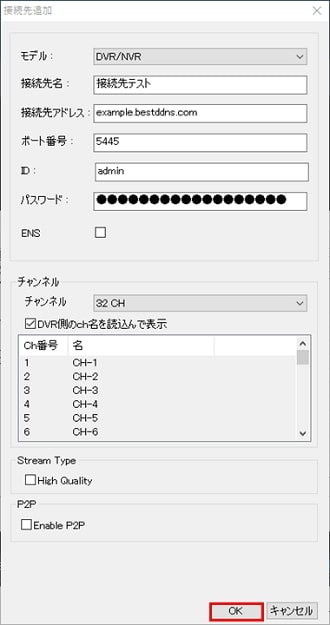 接続先追加
モデル： DVR/NVR
接続先名： 接続先テスト
接続先アドレス： example.bestddns.com
ポート番号： 5445
ID： admin
パスワード： ●●●●●●●●●●●●●●●●●●
ENS
チャンネル
チャンネル 32 CH
DVR側のch名を読込んで表示
Ch番号 名
1 CH-1
2 CH-2
3 CH-3
4 CH-4
5 CH-5
6 CH-6
Stream Type
High Quality
P2P
Enable P2P
OK キャンセル